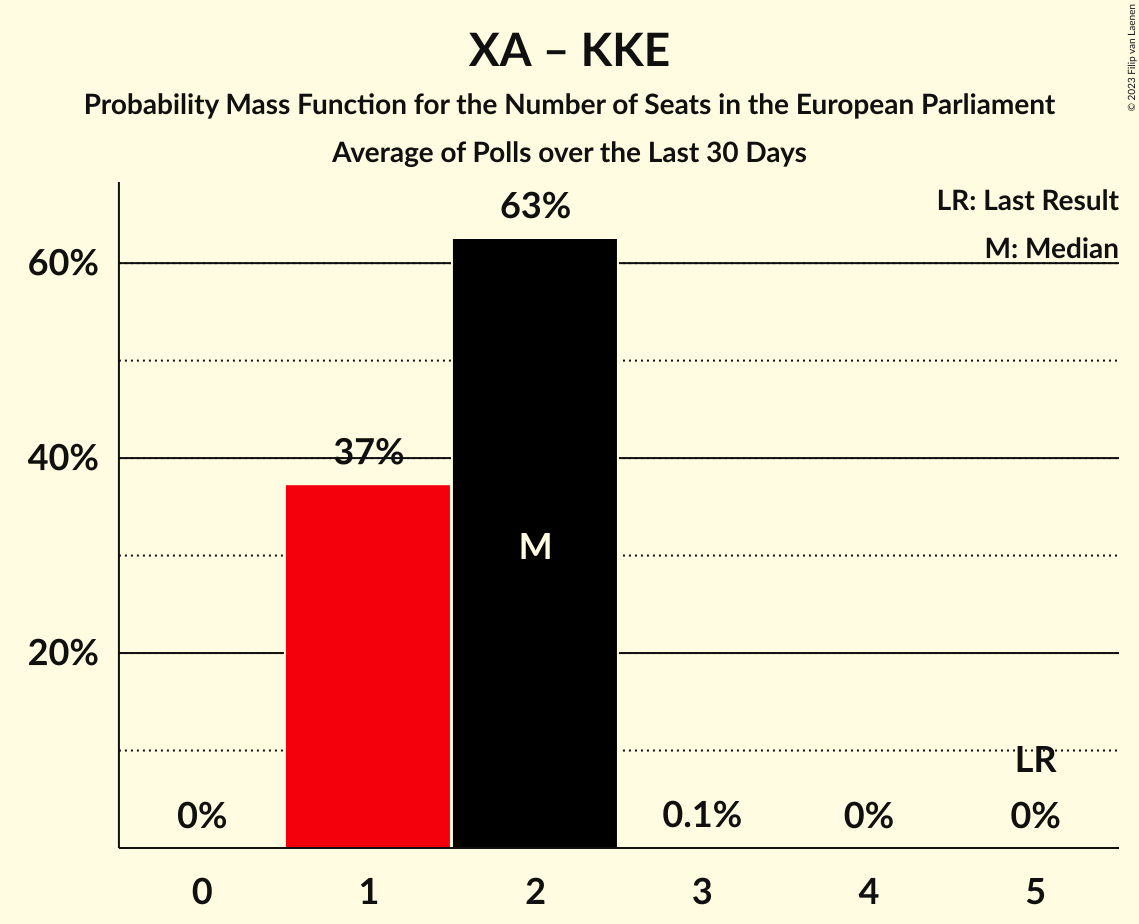 XA – KKE
Probability Mass Function for the Number of Seats in the European Parliament
Average of Polls over the Last 30 Days
© 2023 Filip van Laenen
LR: Last Result
M: Median
63%
60%
37%
40%
M
20%
LR
0%
0.1%
0%
0%
0 1 2 3 4 5